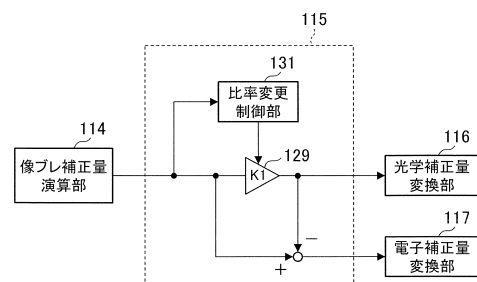 115
131
比率変更
制御部
114
像ブレ補正量
演算部
K1
129
116
光学補正量
変換部
117
電子補正量
変換部
−
+